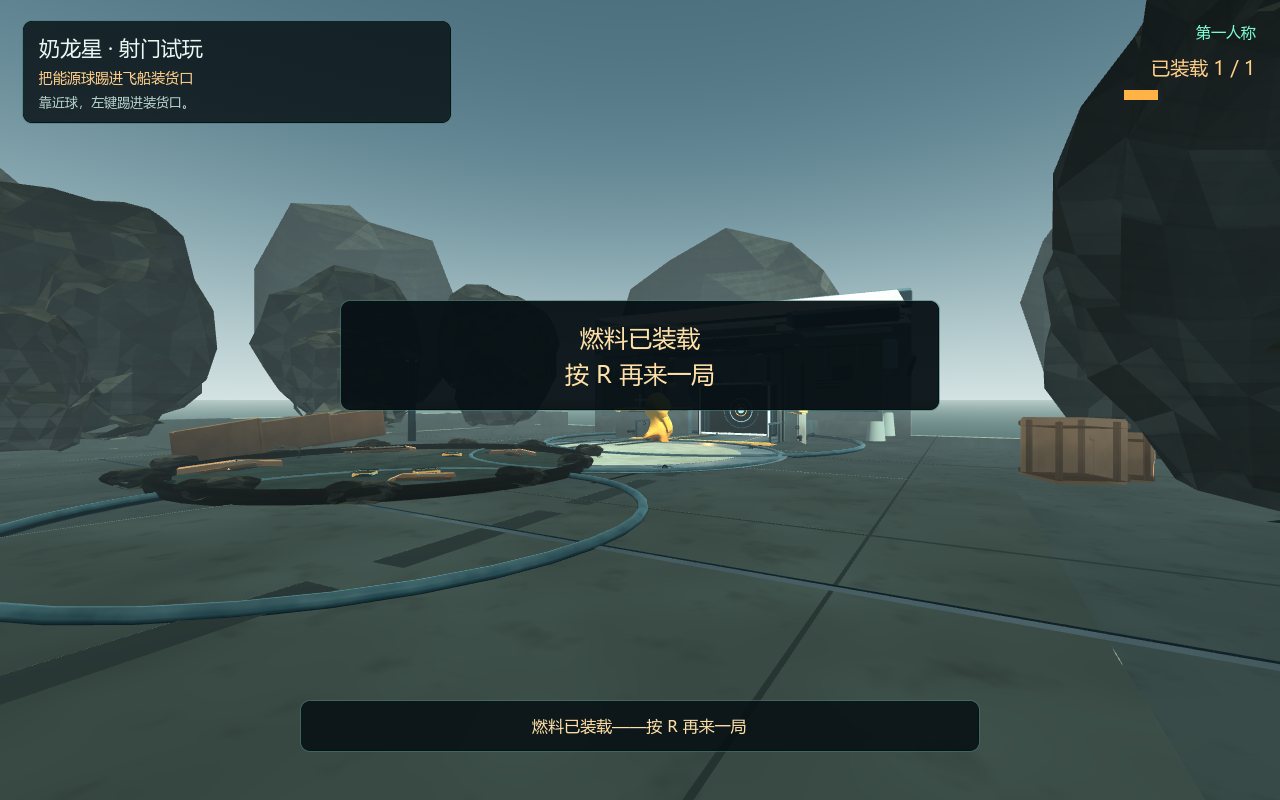 奶龙星 · 射门试玩
把能源球踢进飞船装货口
靠近球，左键踢进装货口。
第一人称
已装载 1 / 1
燃料已装载
按 R 再来一局
燃料已装载——按 R 再来一局